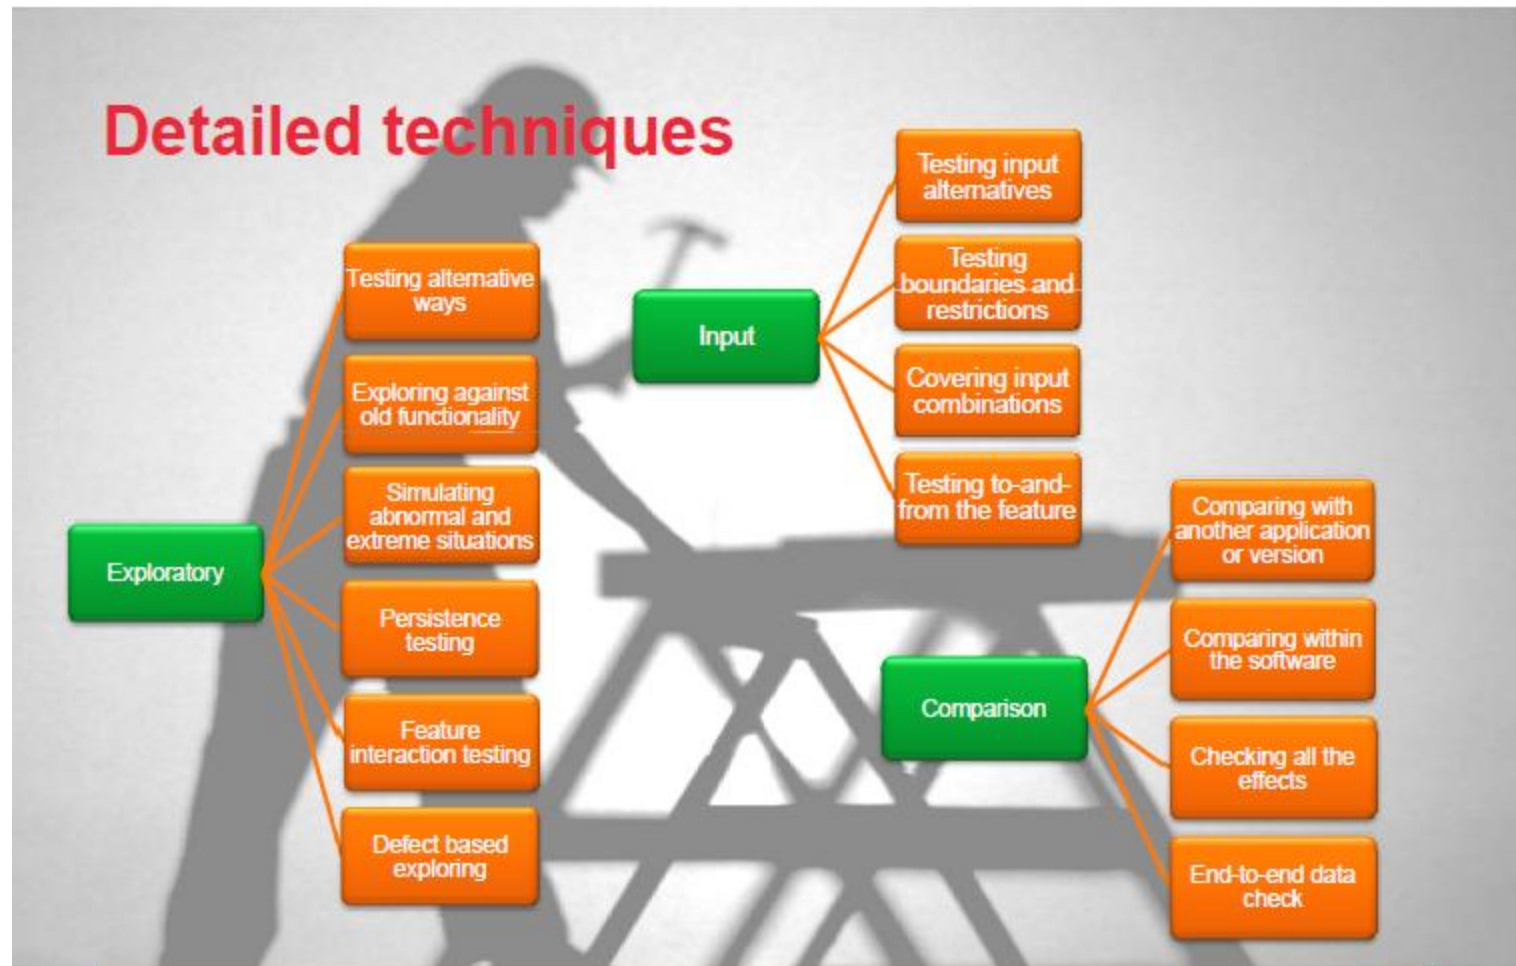 Detailed techniques
Exploratory
Testing alternative
ways
Exploring against
old functionality
Simulating
abnormal and
extreme situations
Persistence
testing
Feature
interaction testing
Defect based
exploring
Input
Testing input
alternatives
Testing
boundaries and
restrictions
Covering input
combinations
Testing to-and-
from the feature
Comparison
Comparing with
another application
or version
Comparing within
the software
Checking all the
effects
End-to-end data
check